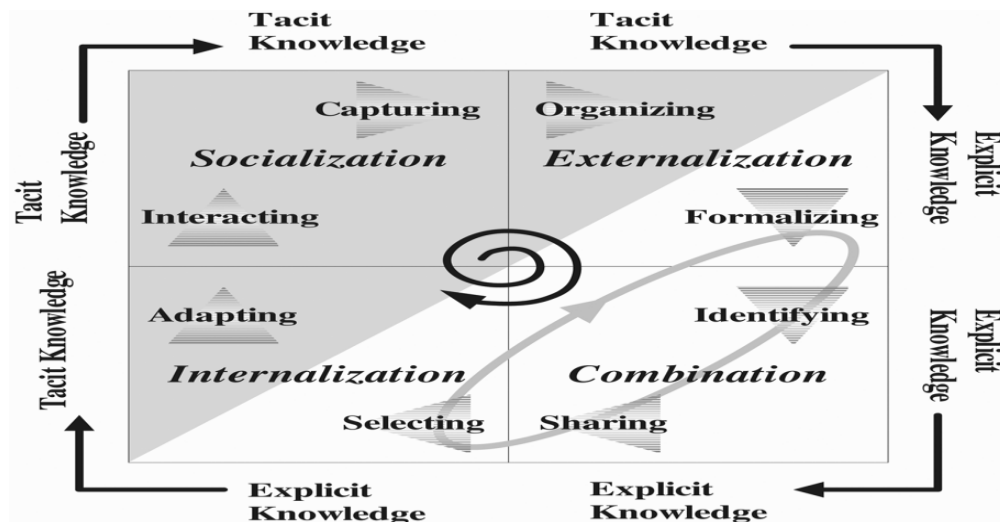 Tacit
Knowledge
Tacit
Knowledge
Capturing
Organizing
Socialization
Externalization
Interacting
Formalizing
Tacit
Knowledge
Explicit
Knowledge
Adapting
Identifying
Internalization
Combination
Selecting
Sharing
Tacit Knowledge
Explicit
Knowledge
Explicit
Knowledge
Explicit
Knowledge